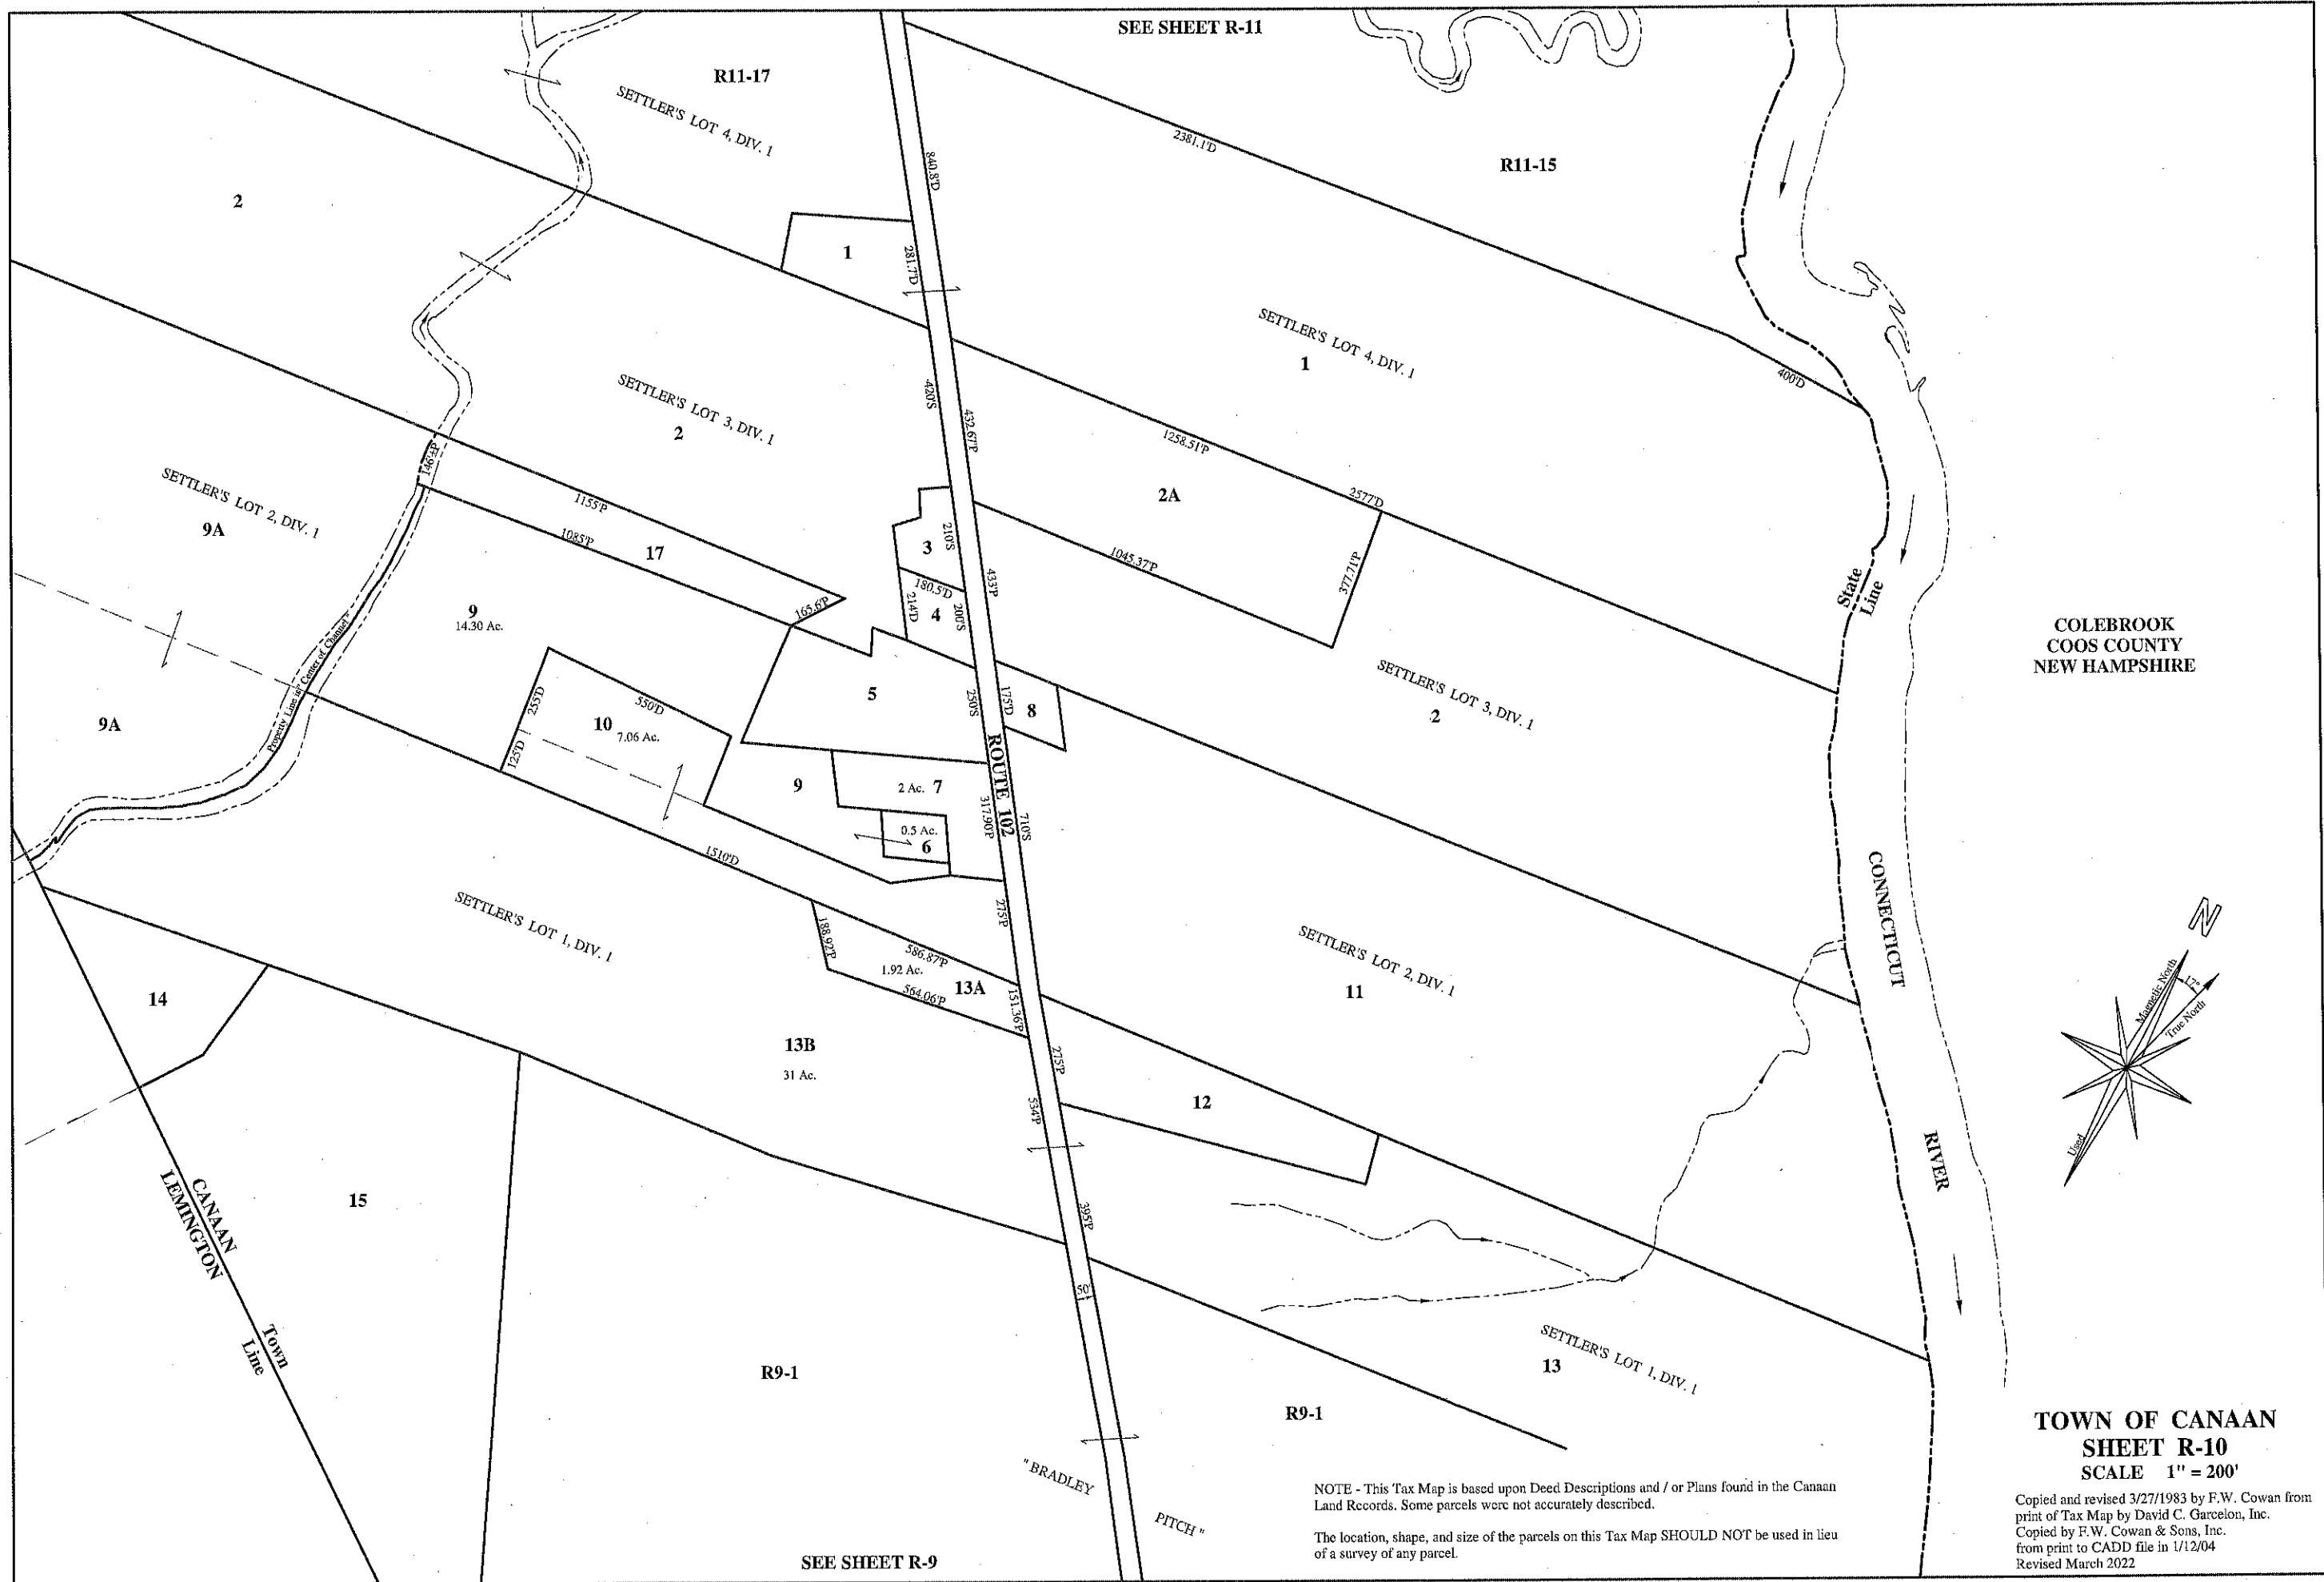 SEE SHEET R-11
R11-17
SETTLER'S LOT 4, DIV. 1
840.8'D
2381.1'D
R11-15
2
1
281.7'D
SETTLER'S LOT 4, DIV. 1
1
400'D
SETTLER'S LOT 3, DIV. 1
2
420'S
432.67'P
1258.51'P
2577'D
2A
146'±P
1155'P
1085'P
17
165.6'P
SETTLER'S LOT 2, DIV. 1
9A
3
210'S
433'P
1045.37'P
377.71'P
180.5'D
214'D
4
200'S
State
Line
COLEBROOK
COOS COUNTY
NEW HAMPSHIRE
9
14.30 Ac.
Property Line is " Center of Channel "
9A
255'D
125'D
550'D
10
7.06 Ac.
5
250'S
175'D
8
SETTLER'S LOT 3, DIV. 1
2
ROUTE 102
9
2 Ac. 7
317.90'P
710'S
0.5 Ac.
6
1510'D
275'P
CONNECTICUT
RIVER
SETTLER'S LOT 1, DIV. 1
188.92'P
586.87'P
1.92 Ac.
13A
564.06'P
151.36'P
SETTLER'S LOT 2, DIV. 1
11
N
Magnetic North
17°
True North
Used
14
13B
31 Ac.
275'P
534'P
12
CANAAN
LEMINGTON
15
395'P
50'
Town
Line
R9-1
SETTLER'S LOT 1, DIV. 1
13
R9-1
" BRADLEY
PITCH "
SEE SHEET R-9
NOTE - This Tax Map is based upon Deed Descriptions and / or Plans found in the Canaan
Land Records. Some parcels were not accurately described.
The location, shape, and size of the parcels on this Tax Map SHOULD NOT be used in lieu
of a survey of any parcel.
TOWN OF CANAAN
SHEET R-10
SCALE 1" = 200'
Copied and revised 3/27/1983 by F.W. Cowan from
print of Tax Map by David C. Garcelon, Inc.
Copied by F.W. Cowan & Sons, Inc.
from print to CADD file in 1/12/04
Revised March 2022